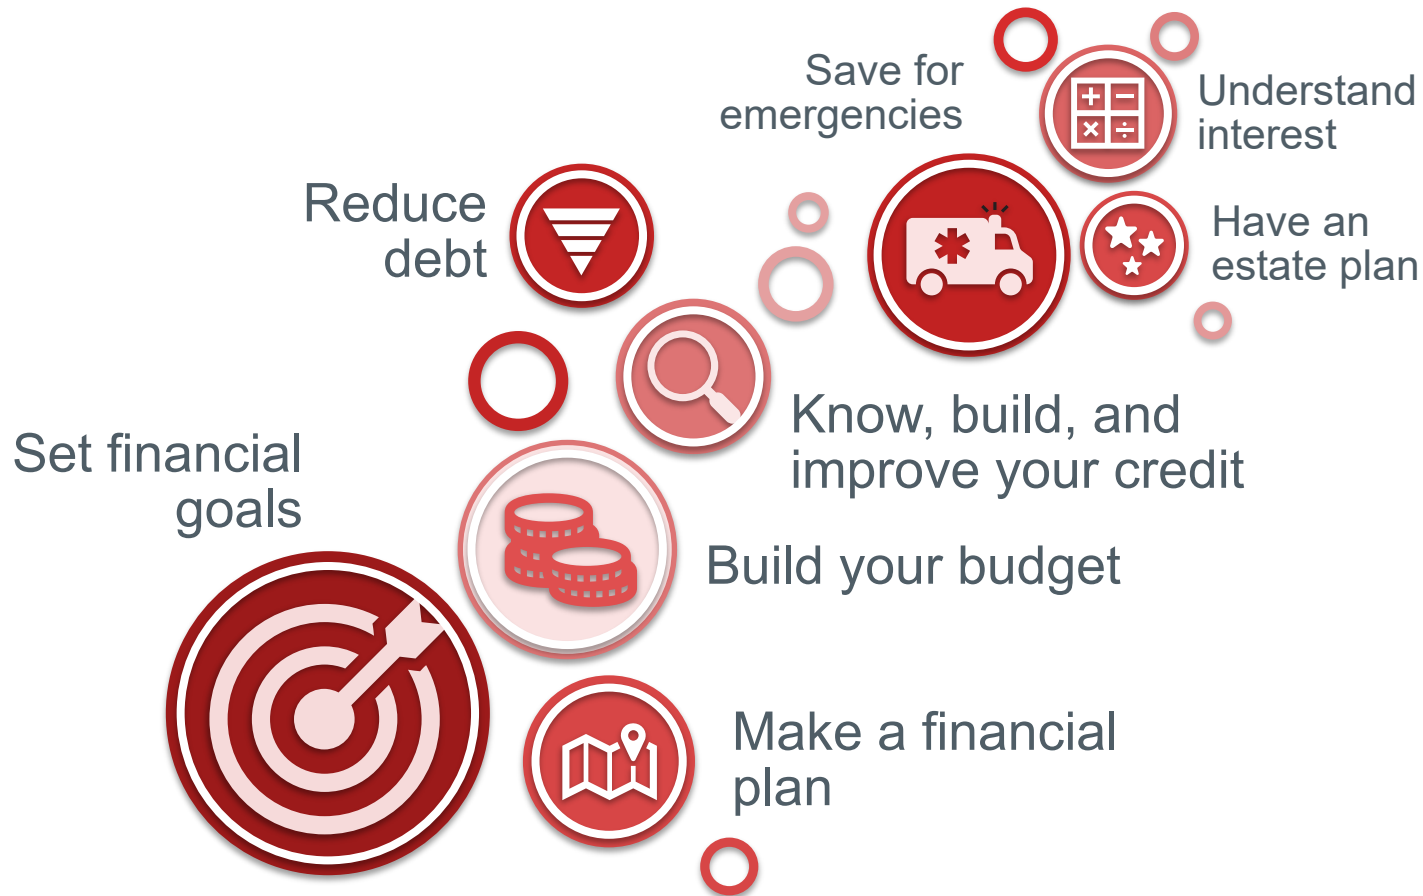 Save for
emergencies
Understand
interest
Reduce
debt
Have an
estate plan
Know, build, and
improve your credit
Set financial
goals
Build your budget
Make a financial
plan